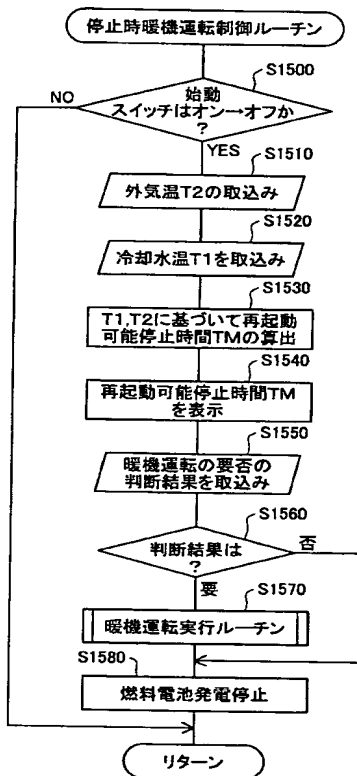 停止時暖機運転制御ルーチン
S1500
NO
始動
スイッチはオン→オフか
?
YES
S1510
外気温T2の取込み
S1520
冷却水温T1を取込み
S1530
T1,T2に基づいて再起動
可能停止時間TMの算出
S1540
再起動可能停止時間TM
を表示
S1550
暖機運転の要否の
判断結果を取込み
S1560
判断結果は
?
否
要
S1570
暖機運転実行ルーチン
S1580
燃料電池発電停止
リターン